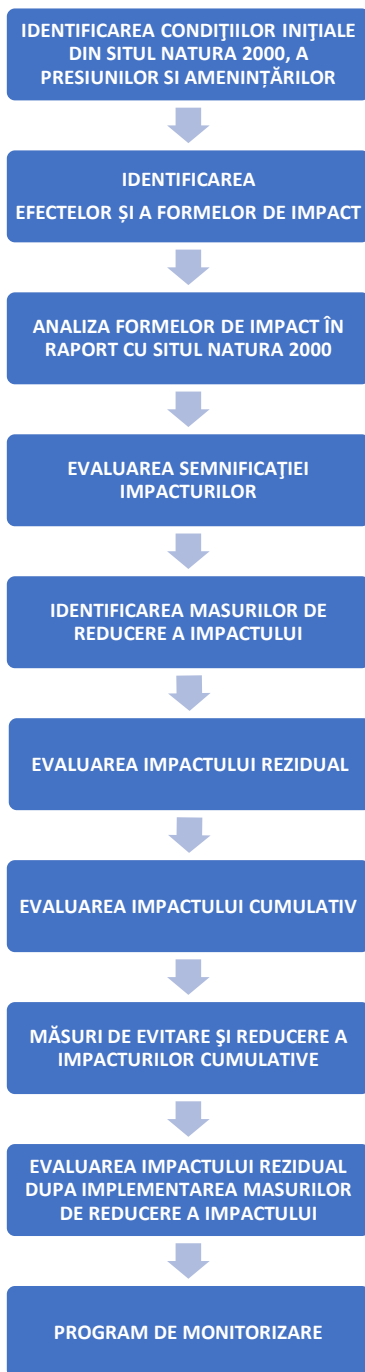 IDENTIFICAREA CONDIŢIILOR INIŢIALE
DIN SITUL NATURA 2000, A
PRESIUNILOR SI AMENINȚĂRILOR
IDENTIFICAREA
EFECTELOR ȘI A FORMELOR DE IMPACT
ANALIZA FORMELOR DE IMPACT ÎN
RAPORT CU SITUL NATURA 2000
EVALUAREA SEMNIFICAŢIEI
IMPACTURILOR
IDENTIFICAREA MASURILOR DE
REDUCERE A IMPACTULUI
EVALUAREA IMPACTULUI REZIDUAL
EVALUAREA IMPACTULUI CUMULATIV
MĂSURI DE EVITARE ŞI REDUCERE A
IMPACTURILOR CUMULATIVE
EVALUAREA IMPACTULUI REZIDUAL
DUPA IMPLEMENTAREA MASURILOR
DE REDUCERE A IMPACTULUI
PROGRAM DE MONITORIZARE